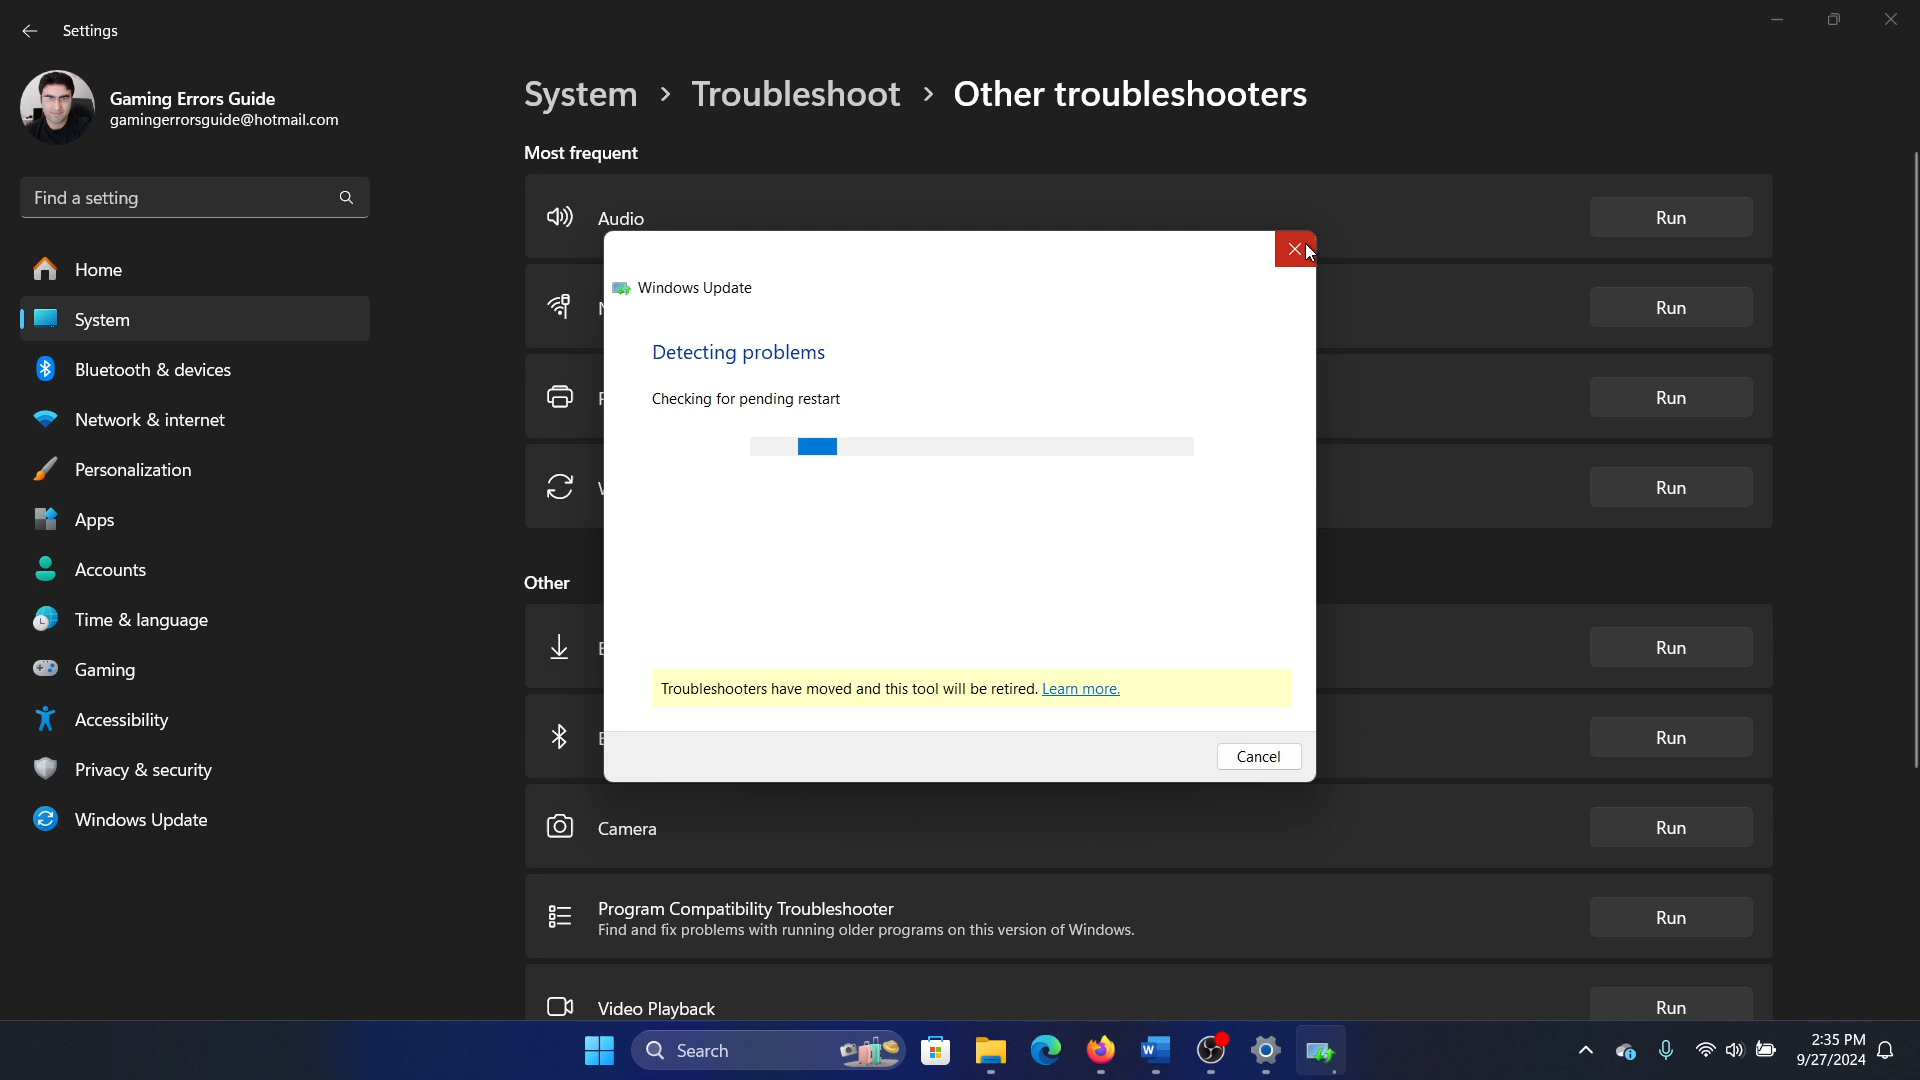 Settings
Gaming Errors Guide
gamingerrorsguide@hotmail.com
Find a setting
Home
System
Bluetooth & devices
Network & internet
Personalization
Apps
Accounts
Time & language
Gaming
Accessibility
Privacy & security
Windows Update
System > Troubleshoot > Other troubleshooters
Most frequent
Audio
Run
Run
Run
Run
Windows Update
Detecting problems
Checking for pending restart
Troubleshooters have moved and this tool will be retired. Learn more.
Cancel
Other
Run
Run
Camera
Run
Program Compatibility Troubleshooter
Find and fix problems with running older programs on this version of Windows.
Run
Video Playback
Run
Search
2:35 PM
9/27/2024